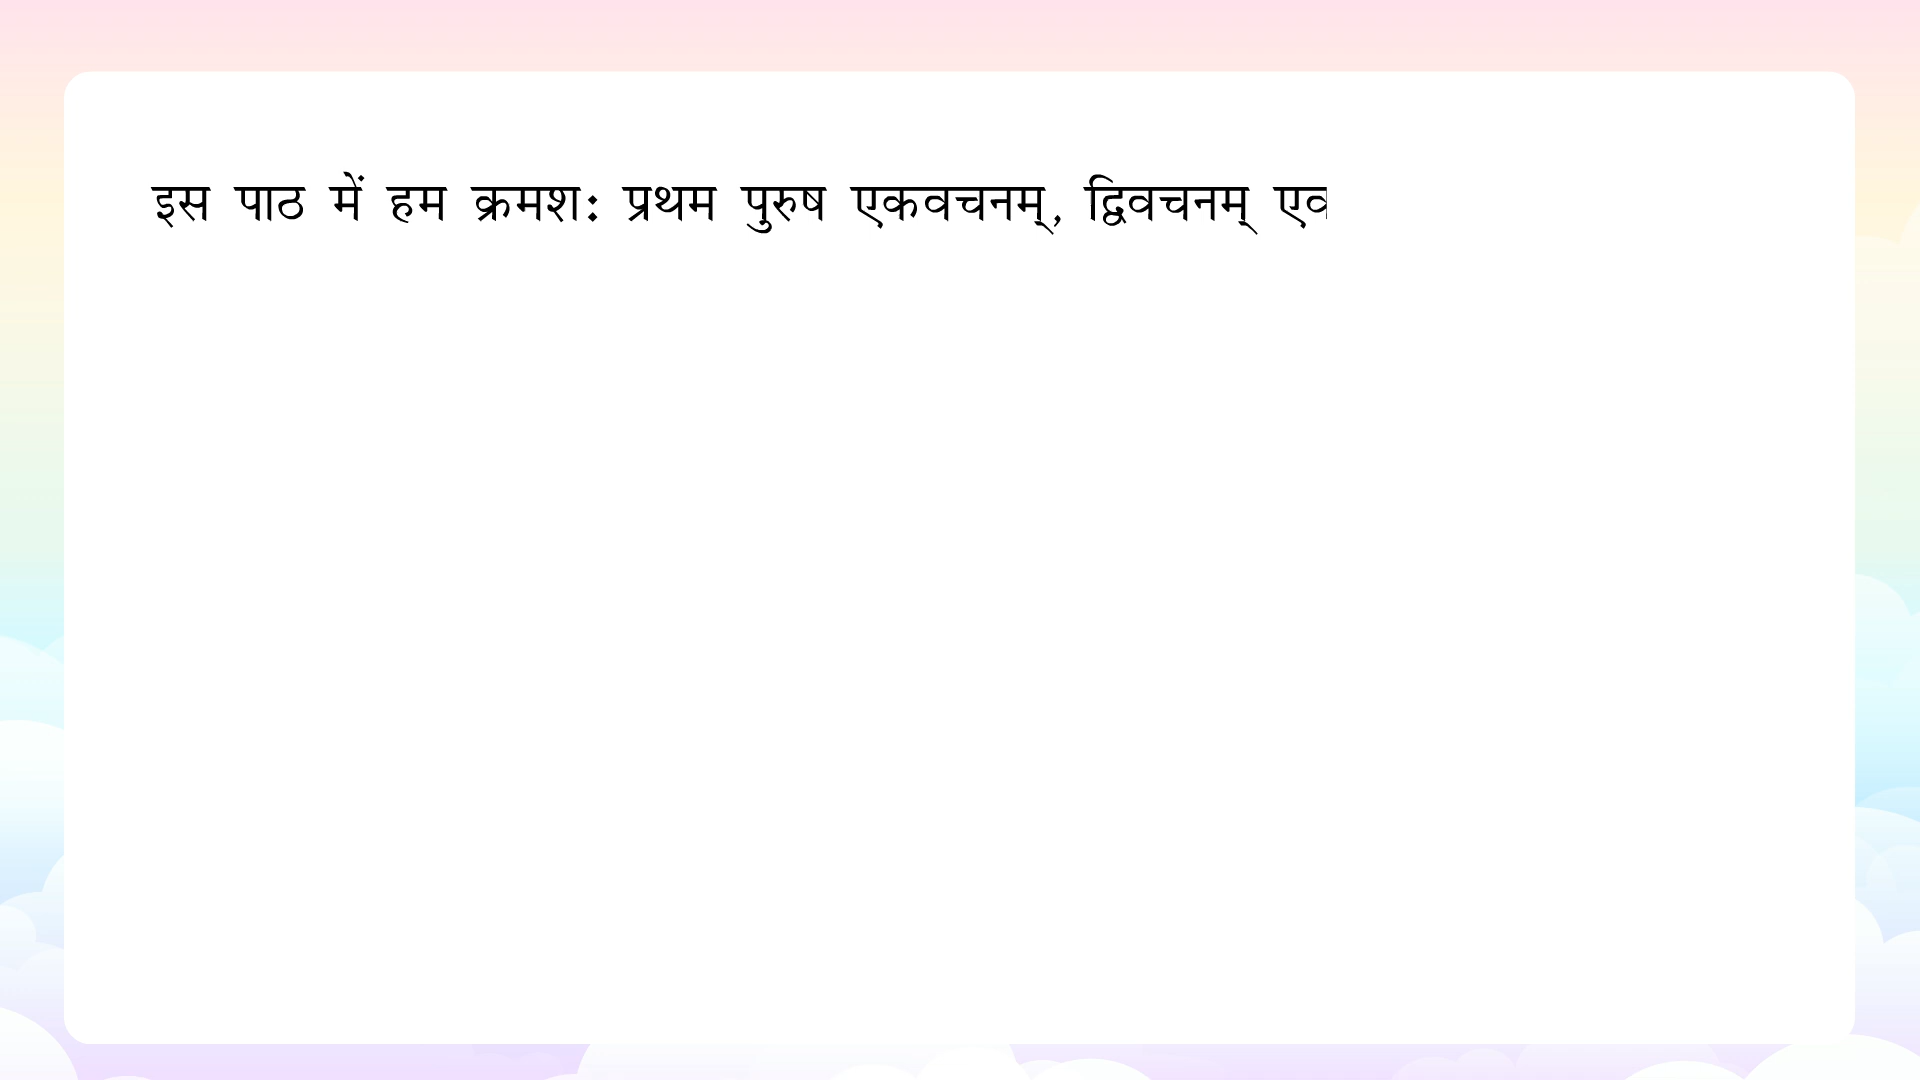 इस पाठ में हम क्रमशः प्रथम पुरुष एकवचनम्, द्विवचनम्